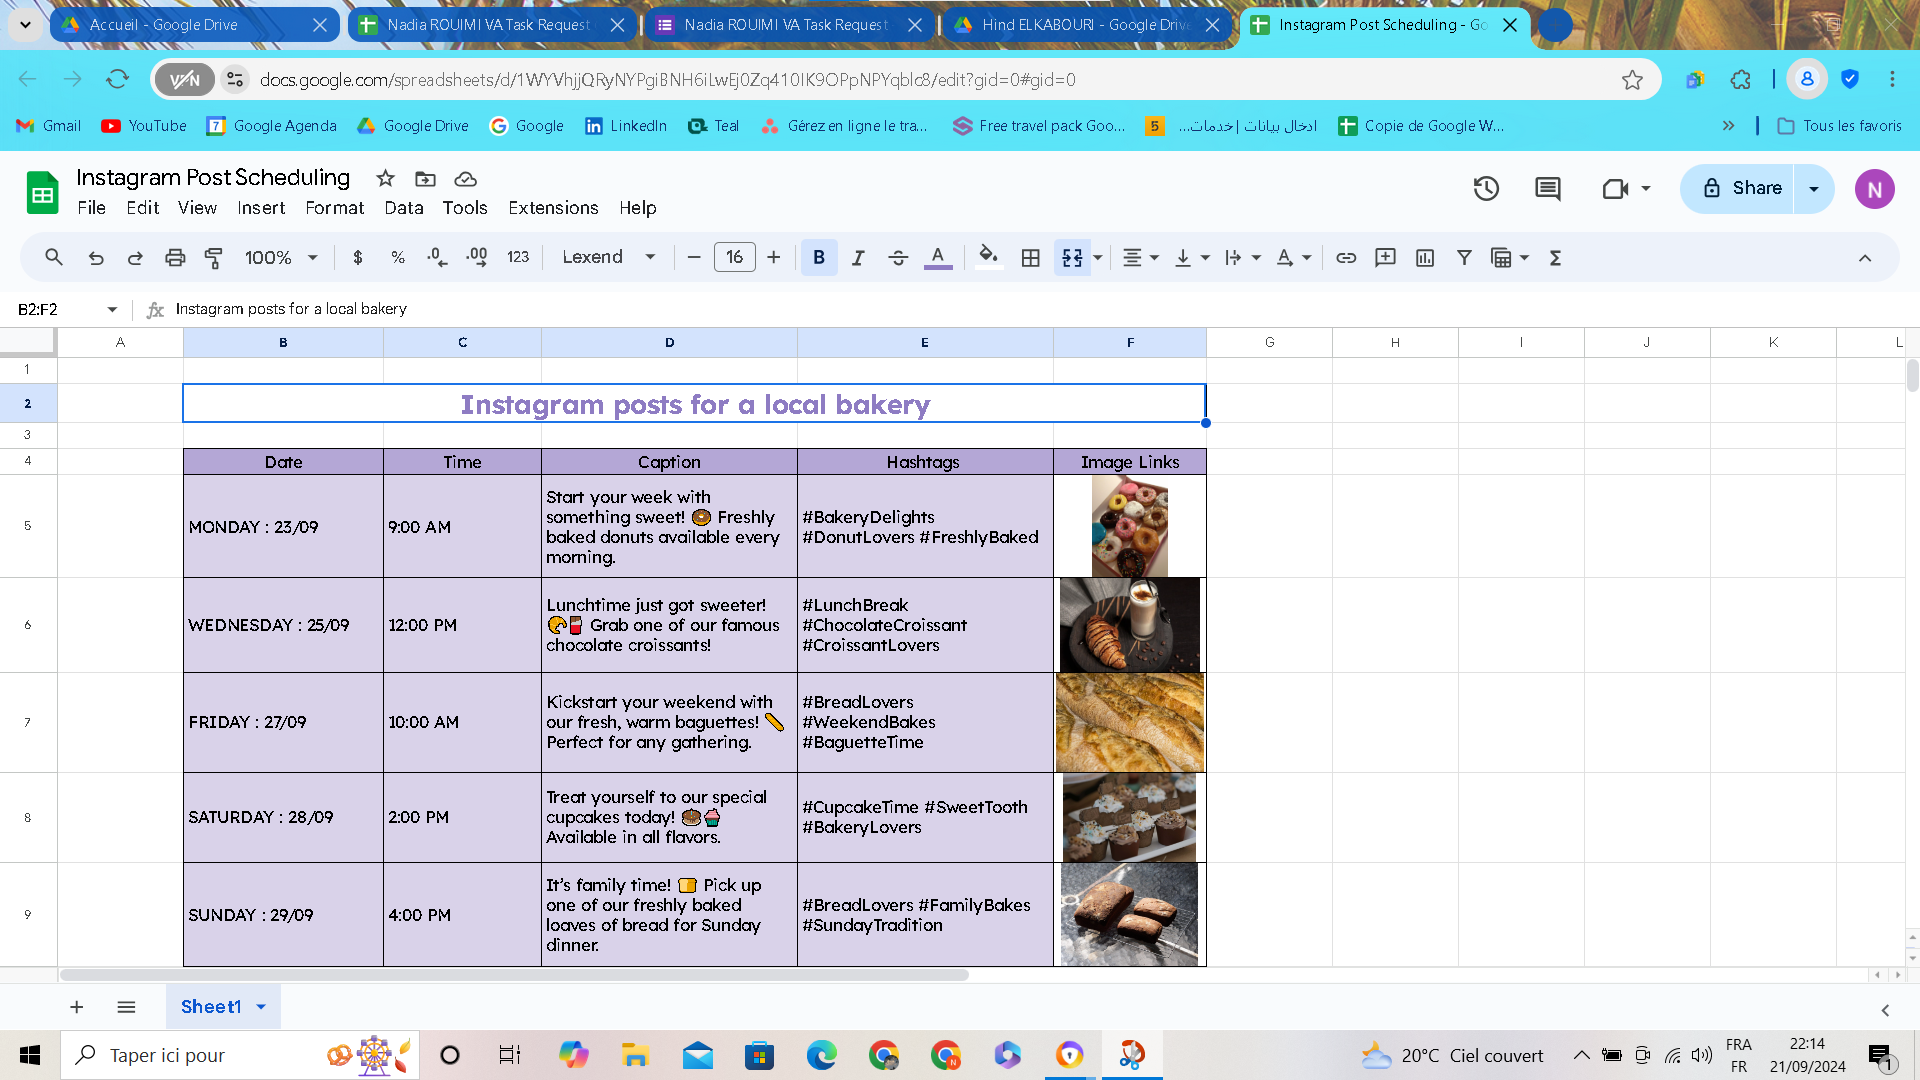 Accueil - Google Drive
Nadia ROUIMI VA Task Request
Nadia ROUIMI VA Task Request
Hind ELKABOURI - Google Drive
Instagram Post Scheduling - Go
VPN
docs.google.com/spreadsheets/d/1WYVhjjQRyNYPgiBNH6iLwEj0Zq410IK9OPpNPYqblc8/edit?gid=0#gid=0
Gmail
YouTube
7
Google Agenda
Google Drive
Google
LinkedIn
Teal
Gérez en ligne le tra...
Free travel pack Goo...
5
ادخال بيانات | خدمات...
Copie de Google W...
Tous les favoris
Instagram Post Scheduling
File Edit View Insert Format Data Tools Extensions Help
Share
N
100%
$ % .0 .00 123
Lexend
16
B I A
B2:F2
fx Instagram posts for a local bakery
A B C D E F G H I J K L
1
2 Instagram posts for a local bakery
3
4 Date Time Caption Hashtags Image Links
5 MONDAY : 23/09 9:00 AM
Start your week with
something sweet! 🍩 Freshly
baked donuts available every
morning.
#BakeryDelights
#DonutLovers #FreshlyBaked
6 WEDNESDAY : 25/09 12:00 PM
Lunchtime just got sweeter!
🥐🍫 Grab one of our famous
chocolate croissants!
#LunchBreak
#ChocolateCroissant
#CroissantLovers
7 FRIDAY : 27/09 10:00 AM
Kickstart your weekend with
our fresh, warm baguettes! 🥖
Perfect for any gathering.
#BreadLovers
#WeekendBakes
#BaguetteTime
8 SATURDAY : 28/09 2:00 PM
Treat yourself to our special
cupcakes today! 🎂🧁
Available in all flavors.
#CupcakeTime #SweetTooth
#BakeryLovers
9 SUNDAY : 29/09 4:00 PM
It's family time! 🍞 Pick up
one of our freshly baked
loaves of bread for Sunday
dinner.
#BreadLovers #FamilyBakes
#SundayTradition
Sheet1
Taper ici pour
20°C Ciel couvert
FRA
FR
22:14
21/09/2024
1